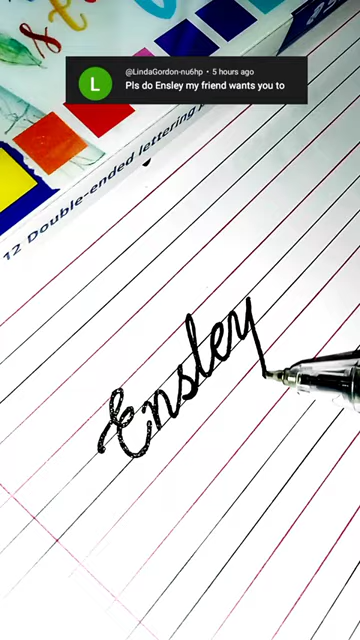 L
@LindaGordon-nu6hp • 5 hours ago
Pls do Ensley my friend wants you to
12 Double-ended lettering
Ensley